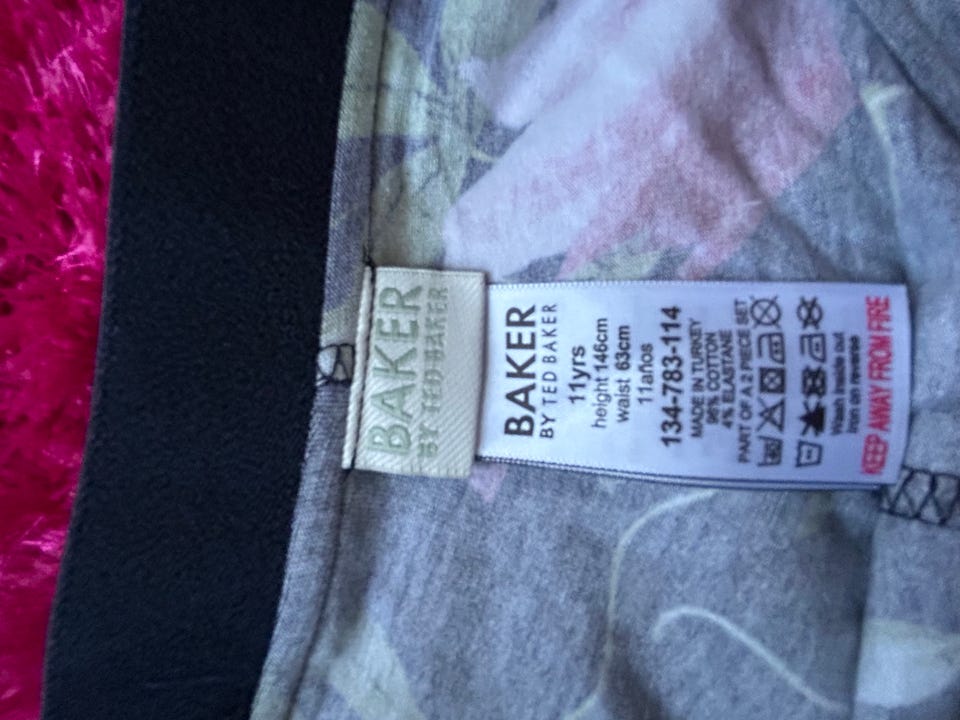 BAKER
BY TED BAKER
BAKER
BY TED BAKER
11yrs
height 146cm
waist 63cm
11años
134-783-114
MADE IN TURKEY
96% COTTON
4% ELASTANE
PART OF A 2 PIECE SET
Wash inside out
Iron on reverse
KEEP AWAY FROM FIRE